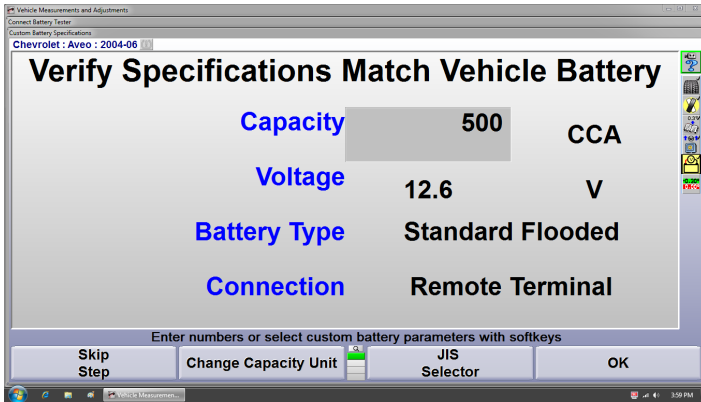 Vehicle Measurements and Adjustments
Connect Battery Tester
Custom Battery Specifications
Chevrolet : Aveo : 2004-06
Verify Specifications Match Vehicle Battery
Capacity 500 CCA
Voltage 12.6 V
Battery Type Standard Flooded
Connection Remote Terminal
Enter numbers or select custom battery parameters with softkeys
Skip Step
Change Capacity Unit
JIS Selector
OK
Vehicle Measuremen...
3:59 PM